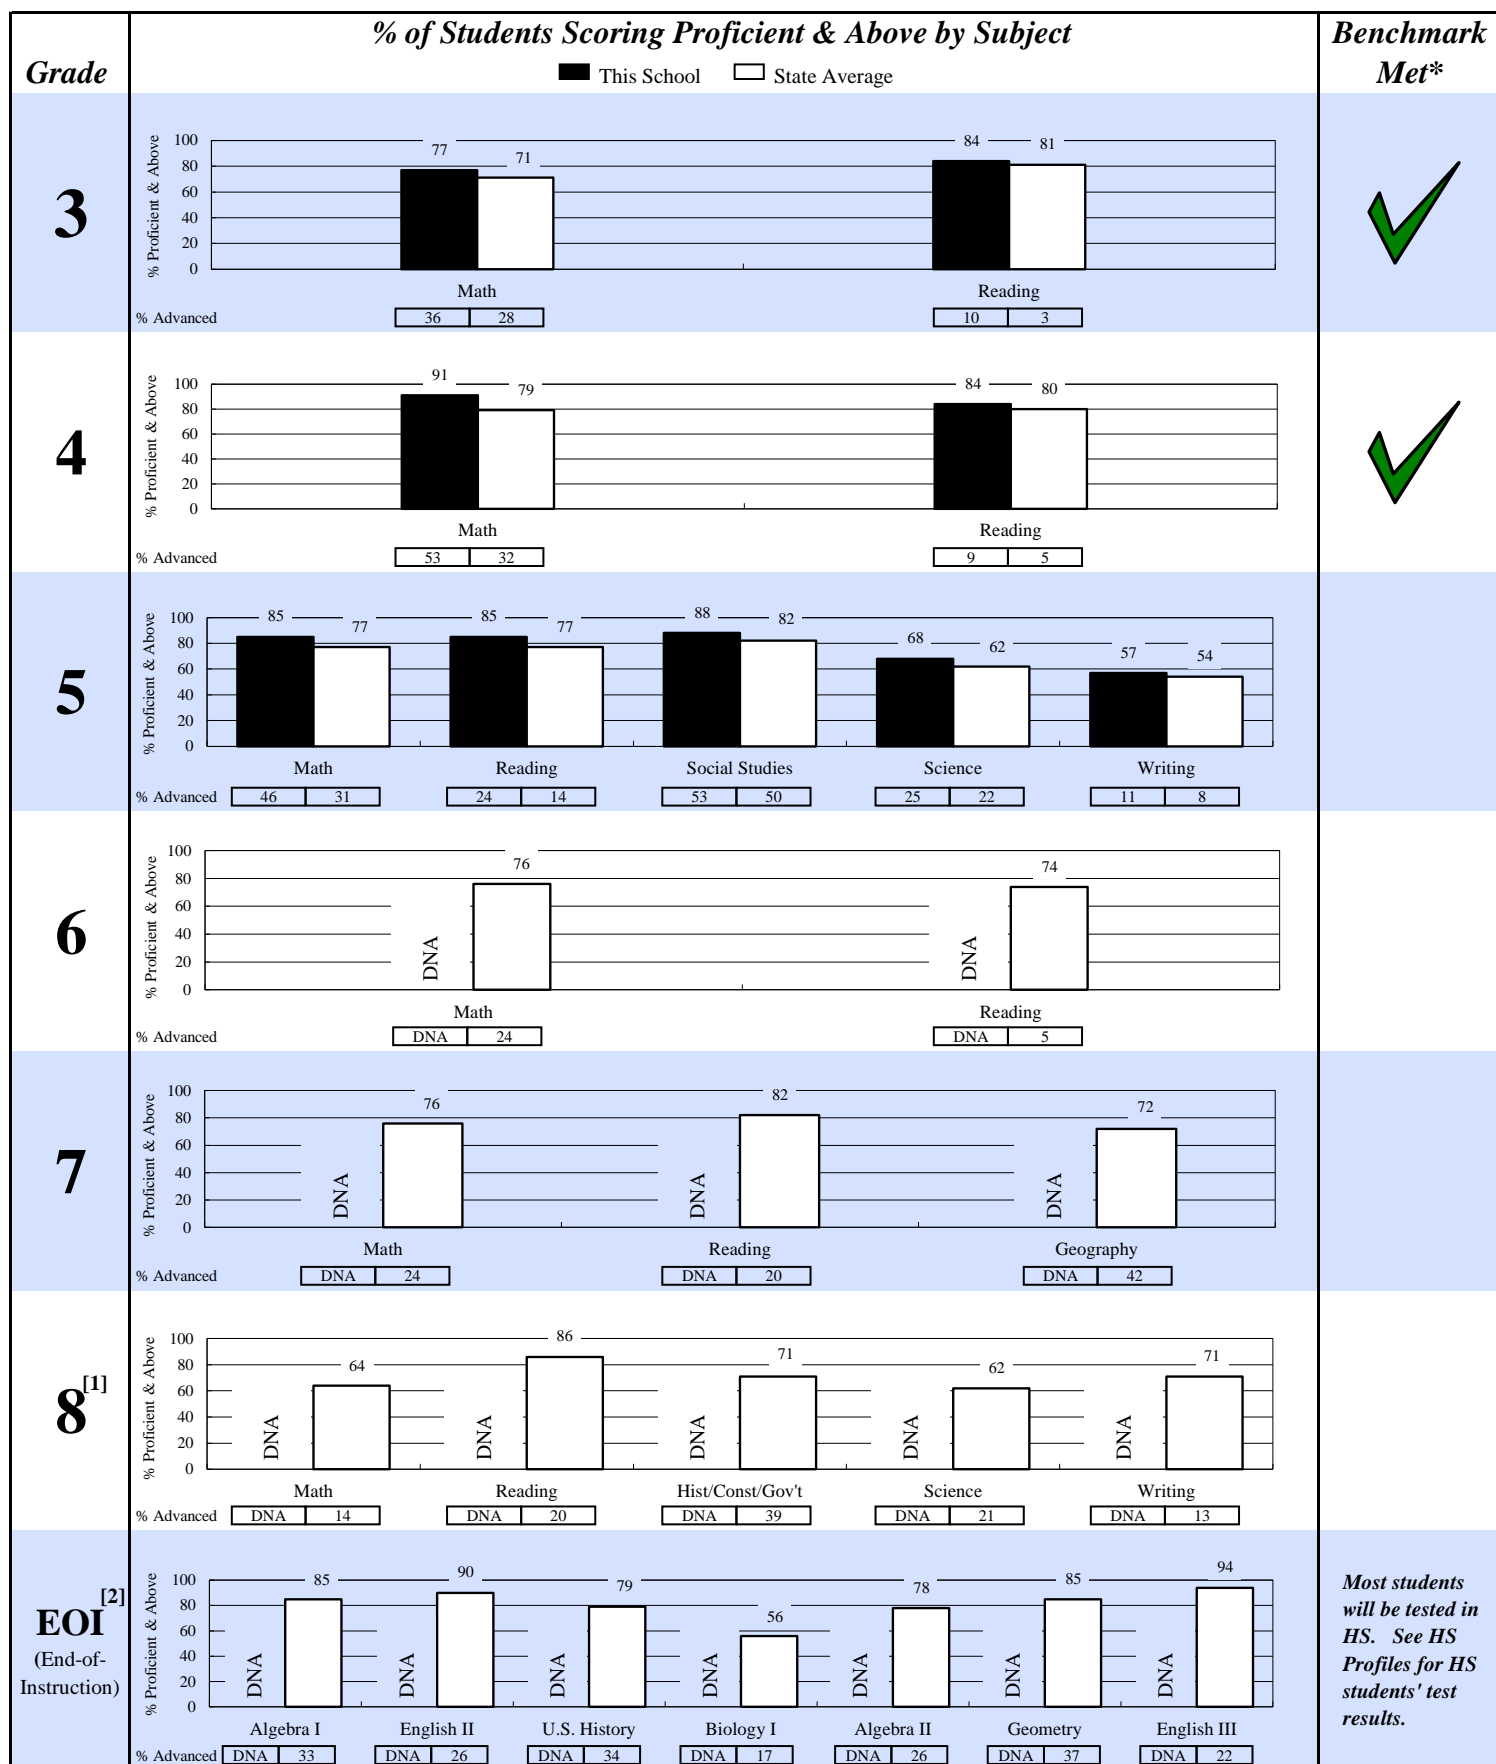 % of Students Scoring Proficient & Above by Subject
Benchmark
Met*
Grade
This School
State Average
3
% Proficient & Above
100
80
60
40
20
0
77
71
84
81
Math
Reading
% Advanced
36
28
10
3
4
% Proficient & Above
100
80
60
40
20
0
91
79
84
80
Math
Reading
% Advanced
53
32
9
5
5
% Proficient & Above
100
80
60
40
20
0
85
77
85
77
88
82
68
62
57
54
Math
Reading
Social Studies
Science
Writing
% Advanced
46
31
24
14
53
50
25
22
11
8
6
% Proficient & Above
100
80
60
40
20
0
DNA
76
DNA
74
Math
Reading
% Advanced
DNA
24
DNA
5
7
% Proficient & Above
100
80
60
40
20
0
DNA
76
DNA
82
DNA
72
Math
Reading
Geography
% Advanced
DNA
24
DNA
20
DNA
42
8[1]
% Proficient & Above
100
80
60
40
20
0
DNA
64
DNA
86
DNA
71
DNA
62
DNA
71
Math
Reading
Hist/Const/Gov't
Science
Writing
% Advanced
DNA
14
DNA
20
DNA
39
DNA
21
DNA
13
EOI[2]
(End-of-
Instruction)
% Proficient & Above
100
80
60
40
20
0
DNA
85
DNA
90
DNA
79
DNA
56
DNA
78
DNA
85
DNA
94
Algebra I
English II
U.S. History
Biology I
Algebra II
Geometry
English III
% Advanced
DNA
33
DNA
26
DNA
34
DNA
17
DNA
26
DNA
37
DNA
22
Most students
will be tested in
HS. See HS
Profiles for HS
students' test
results.